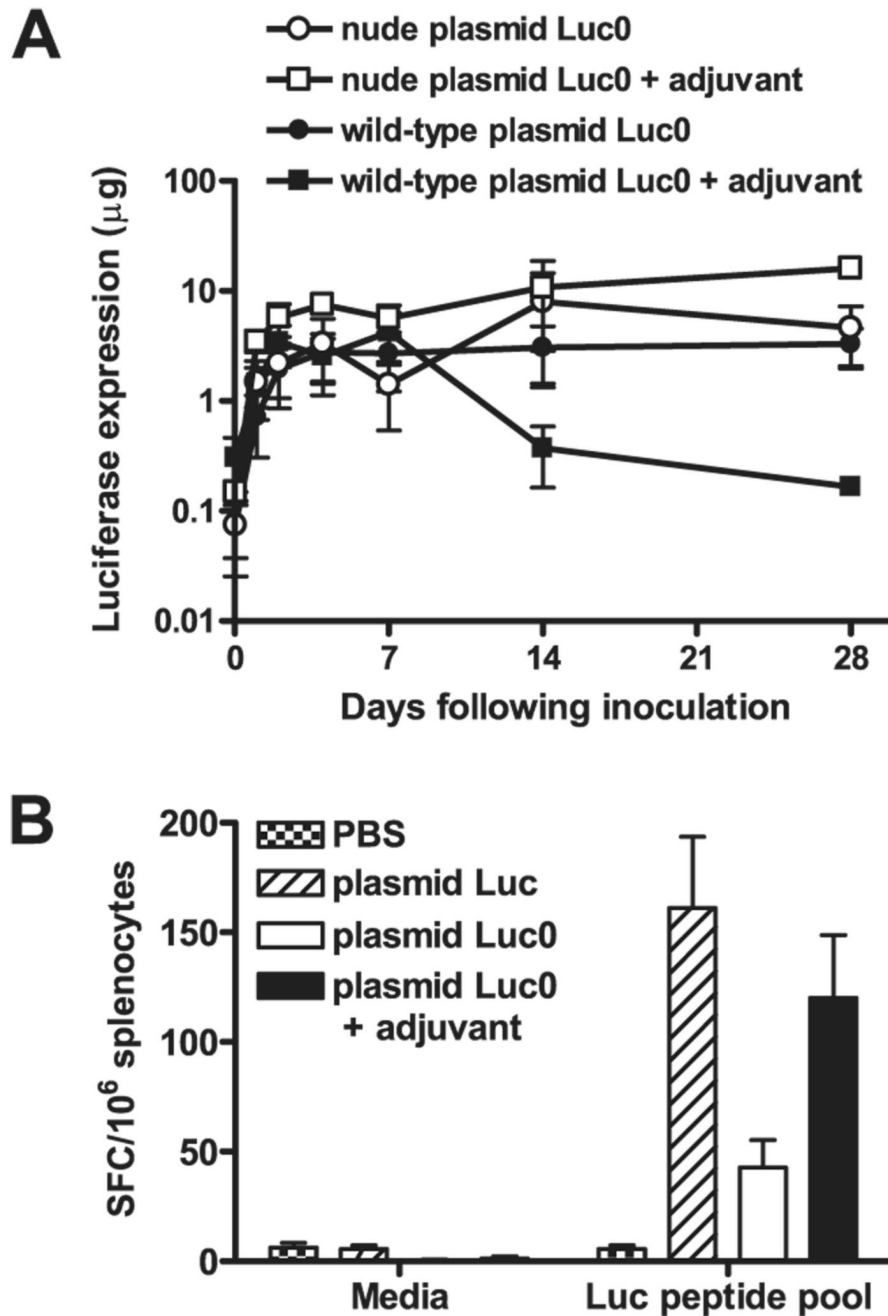 A
nude plasmid Luc0
nude plasmid Luc0 + adjuvant
wild-type plasmid Luc0
wild-type plasmid Luc0 + adjuvant
Luciferase expression (μg)
100
10
1
0.1
0.01
0 7 14 21 28
Days following inoculation
B
SFC/10⁶ splenocytes
200
150
100
50
0
PBS
plasmid Luc
plasmid Luc0
plasmid Luc0
+ adjuvant
Media Luc peptide pool